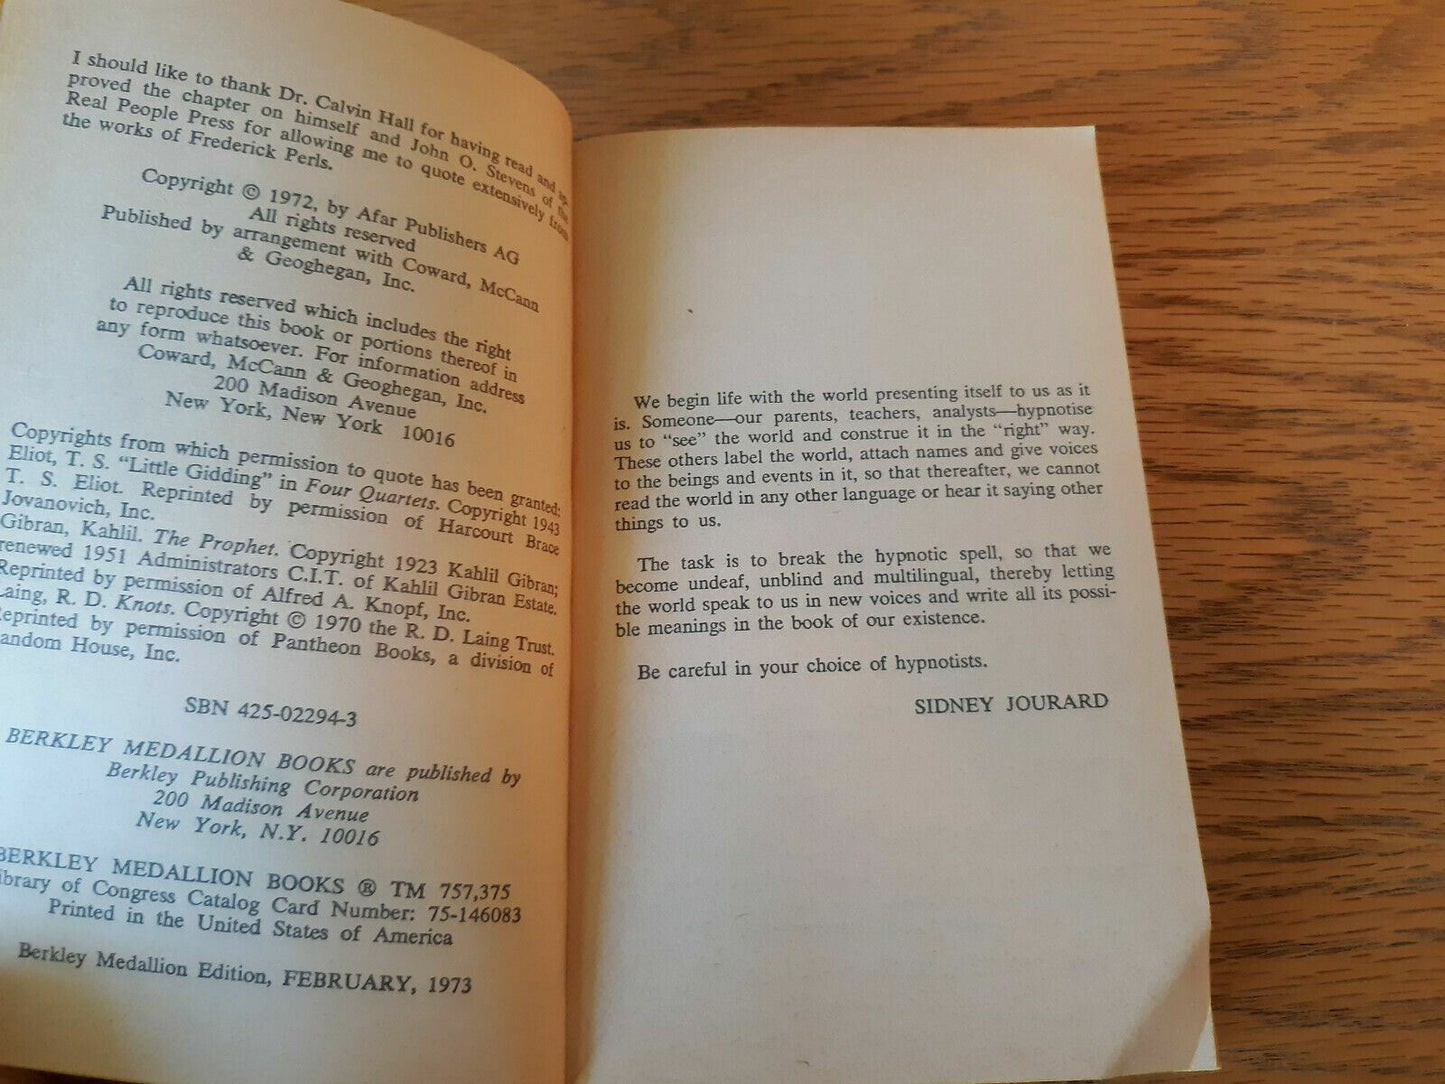 I should like to thank Dr. Calvin Hall for having read and ap-
proved the chapter on himself and John O. Stevens of the
Real People Press for allowing me to quote extensively from
the works of Frederick Perls.
Copyright © 1972, by Afar Publishers AG
All rights reserved
Published by arrangement with Coward, McCann
& Geoghegan, Inc.
All rights reserved which includes the right
to reproduce this book or portions thereof in
any form whatsoever. For information address
Coward, McCann & Geoghegan, Inc.
200 Madison Avenue
New York, New York 10016
Copyrights from which permission to quote has been granted:
Eliot, T. S. "Little Gidding" in Four Quartets. Copyright 1943
T. S. Eliot. Reprinted by permission of Harcourt Brace
Jovanovich, Inc.
Gibran, Kahlil. The Prophet. Copyright 1923 Kahlil Gibran;
renewed 1951 Administrators C.I.T. of Kahlil Gibran Estate.
Reprinted by permission of Alfred A. Knopf, Inc.
Laing, R. D. Knots. Copyright © 1970 the R. D. Laing Trust.
eprinted by permission of Pantheon Books, a division of
andom House, Inc.
SBN 425-02294-3
BERKLEY MEDALLION BOOKS are published by
Berkley Publishing Corporation
200 Madison Avenue
New York, N.Y. 10016
BERKLEY MEDALLION BOOKS ® TM 757,375
ibrary of Congress Catalog Card Number: 75-146083
Printed in the United States of America
Berkley Medallion Edition, FEBRUARY, 1973
We begin life with the world presenting itself to us as it
is. Someone—our parents, teachers, analysts—hypnotise
us to "see" the world and construe it in the "right" way.
These others label the world, attach names and give voices
to the beings and events in it, so that thereafter, we cannot
read the world in any other language or hear it saying other
things to us.
The task is to break the hypnotic spell, so that we
become undeaf, unblind and multilingual, thereby letting
the world speak to us in new voices and write all its possi-
ble meanings in the book of our existence.
Be careful in your choice of hypnotists.
SIDNEY JOURARD